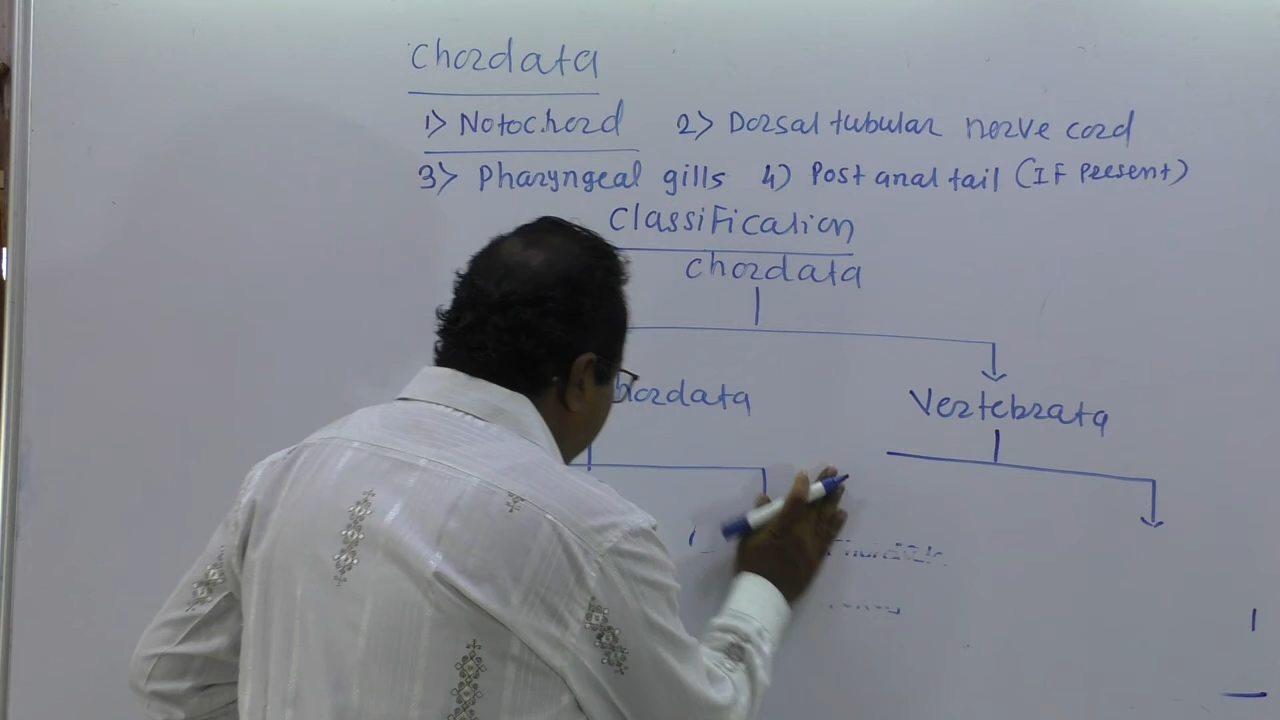 Chordata
1> Notochord 2> Dorsal tubular nerve cord
3> Pharyngeal gills 4) Post anal tail (IF Present)
Classification
Chordata
hordata Vertebrata